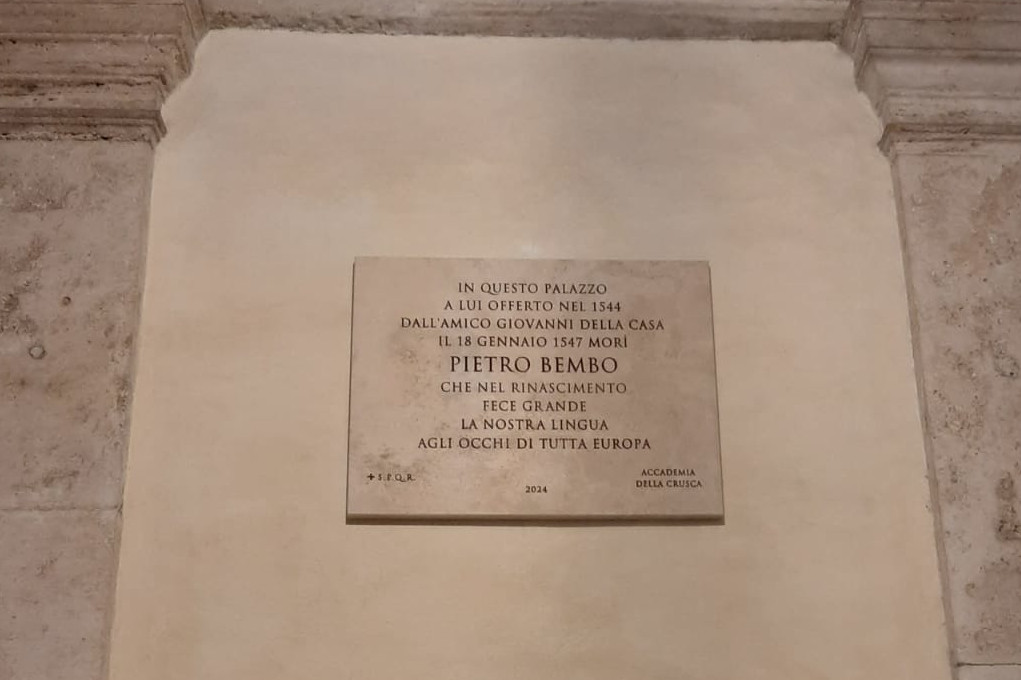 IN QUESTO PALAZZO
A LUI OFFERTO NEL 1544
DALL'AMICO GIOVANNI DELLA CASA
IL 18 GENNAIO 1547 MORÌ
PIETRO BEMBO
CHE NEL RINASCIMENTO
FECE GRANDE
LA NOSTRA LINGUA
AGLI OCCHI DI TUTTA EUROPA
S.P.Q.R.
2024
ACCADEMIA
DELLA CRUSCA